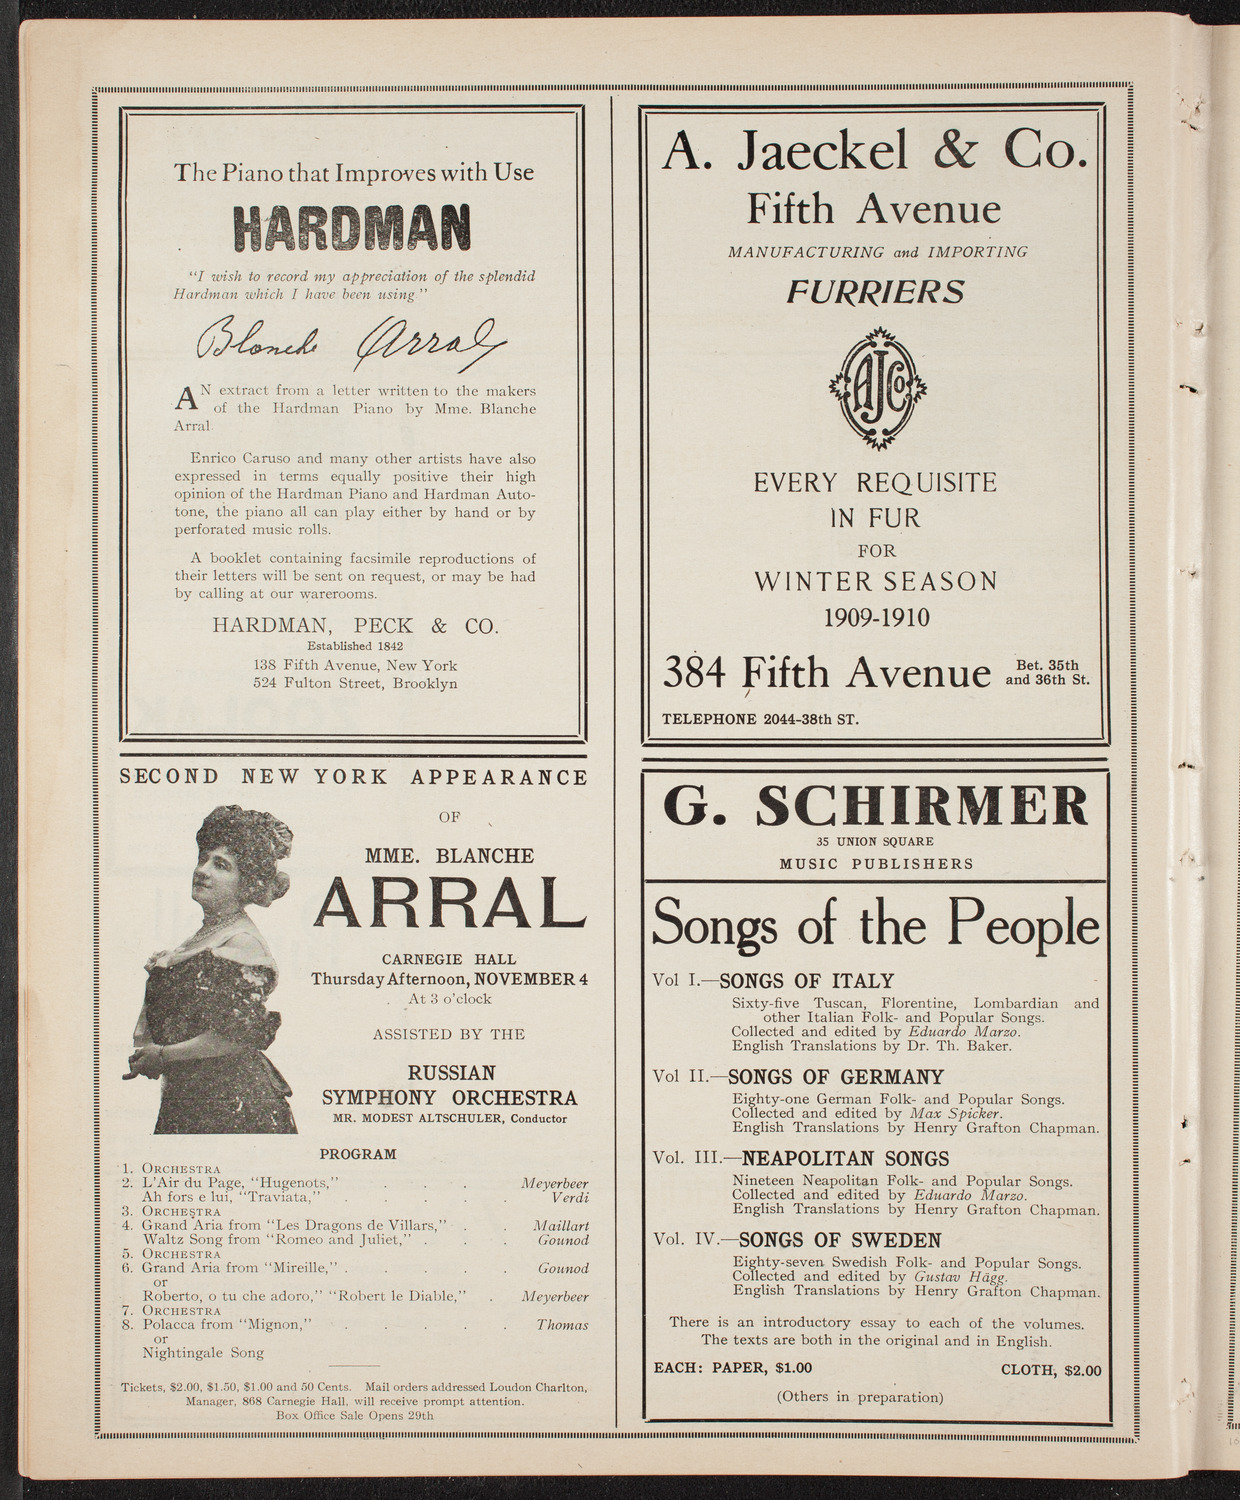 The Piano that Improves with Use
HARDMAN
"I wish to record my appreciation of the splendid
Hardman which I have been using"
Blanche Arral
AN extract from a letter written to the makers
of the Hardman Piano by Mme. Blanche
Arral.
Enrico Caruso and many other artists have also
expressed in terms equally positive their high
opinion of the Hardman Piano and Hardman Auto-
tone, the piano all can play either by hand or by
perforated music rolls.
A booklet containing facsimile reproductions of
their letters will be sent on request, or may be had
by calling at our warerooms.
HARDMAN, PECK & CO.
Established 1842
138 Fifth Avenue, New York
524 Fulton Street, Brooklyn
SECOND NEW YORK APPEARANCE
OF
MME. BLANCHE
ARRAL
CARNEGIE HALL
Thursday Afternoon, NOVEMBER 4
At 3 o'clock
ASSISTED BY THE
RUSSIAN
SYMPHONY ORCHESTRA
MR. MODEST ALTSCHULER, Conductor
PROGRAM
1. ORCHESTRA
2. L'Air du Page, "Hugenots," . . . Meyerbeer
Ah fors e lui, "Traviata," . . . . . Verdi
3. ORCHESTRA
4. Grand Aria from "Les Dragons de Villars," . . Maillart
Waltz Song from "Romeo and Juliet," . . . Gounod
5. ORCHESTRA
6. Grand Aria from "Mireille," . . . . . Gounod
or
Roberto, o tu che adoro," "Robert le Diable," . Meyerbeer
7. ORCHESTRA
8. Polacca from "Mignon," . . . . . Thomas
or
Nightingale Song
Tickets, $2.00, $1.50, $1.00 and 50 Cents. Mail orders addressed Loudon Charlton,
Manager, 868 Carnegie Hall, will receive prompt attention.
Box Office Sale Opens 29th
A. Jaeckel & Co.
Fifth Avenue
MANUFACTURING and IMPORTING
FURRIERS
AJCo
EVERY REQUISITE
IN FUR
FOR
WINTER SEASON
1909-1910
384 Fifth Avenue Bet. 35th
and 36th St.
TELEPHONE 2044-38th ST.
G. SCHIRMER
35 UNION SQUARE
MUSIC PUBLISHERS
Songs of the People
Vol I.—SONGS OF ITALY
Sixty-five Tuscan, Florentine, Lombardian and
other Italian Folk- and Popular Songs.
Collected and edited by Eduardo Marzo.
English Translations by Dr. Th. Baker.
Vol II.—SONGS OF GERMANY
Eighty-one German Folk- and Popular Songs.
Collected and edited by Max Spicker.
English Translations by Henry Grafton Chapman.
Vol. III.—NEAPOLITAN SONGS
Nineteen Neapolitan Folk- and Popular Songs.
Collected and edited by Eduardo Marzo.
English Translations by Henry Grafton Chapman.
Vol. IV.—SONGS OF SWEDEN
Eighty-seven Swedish Folk- and Popular Songs.
Collected and edited by Gustav Hägg.
English Translations by Henry Grafton Chapman.
There is an introductory essay to each of the volumes.
The texts are both in the original and in English.
EACH: PAPER, $1.00 CLOTH, $2.00
(Others in preparation)